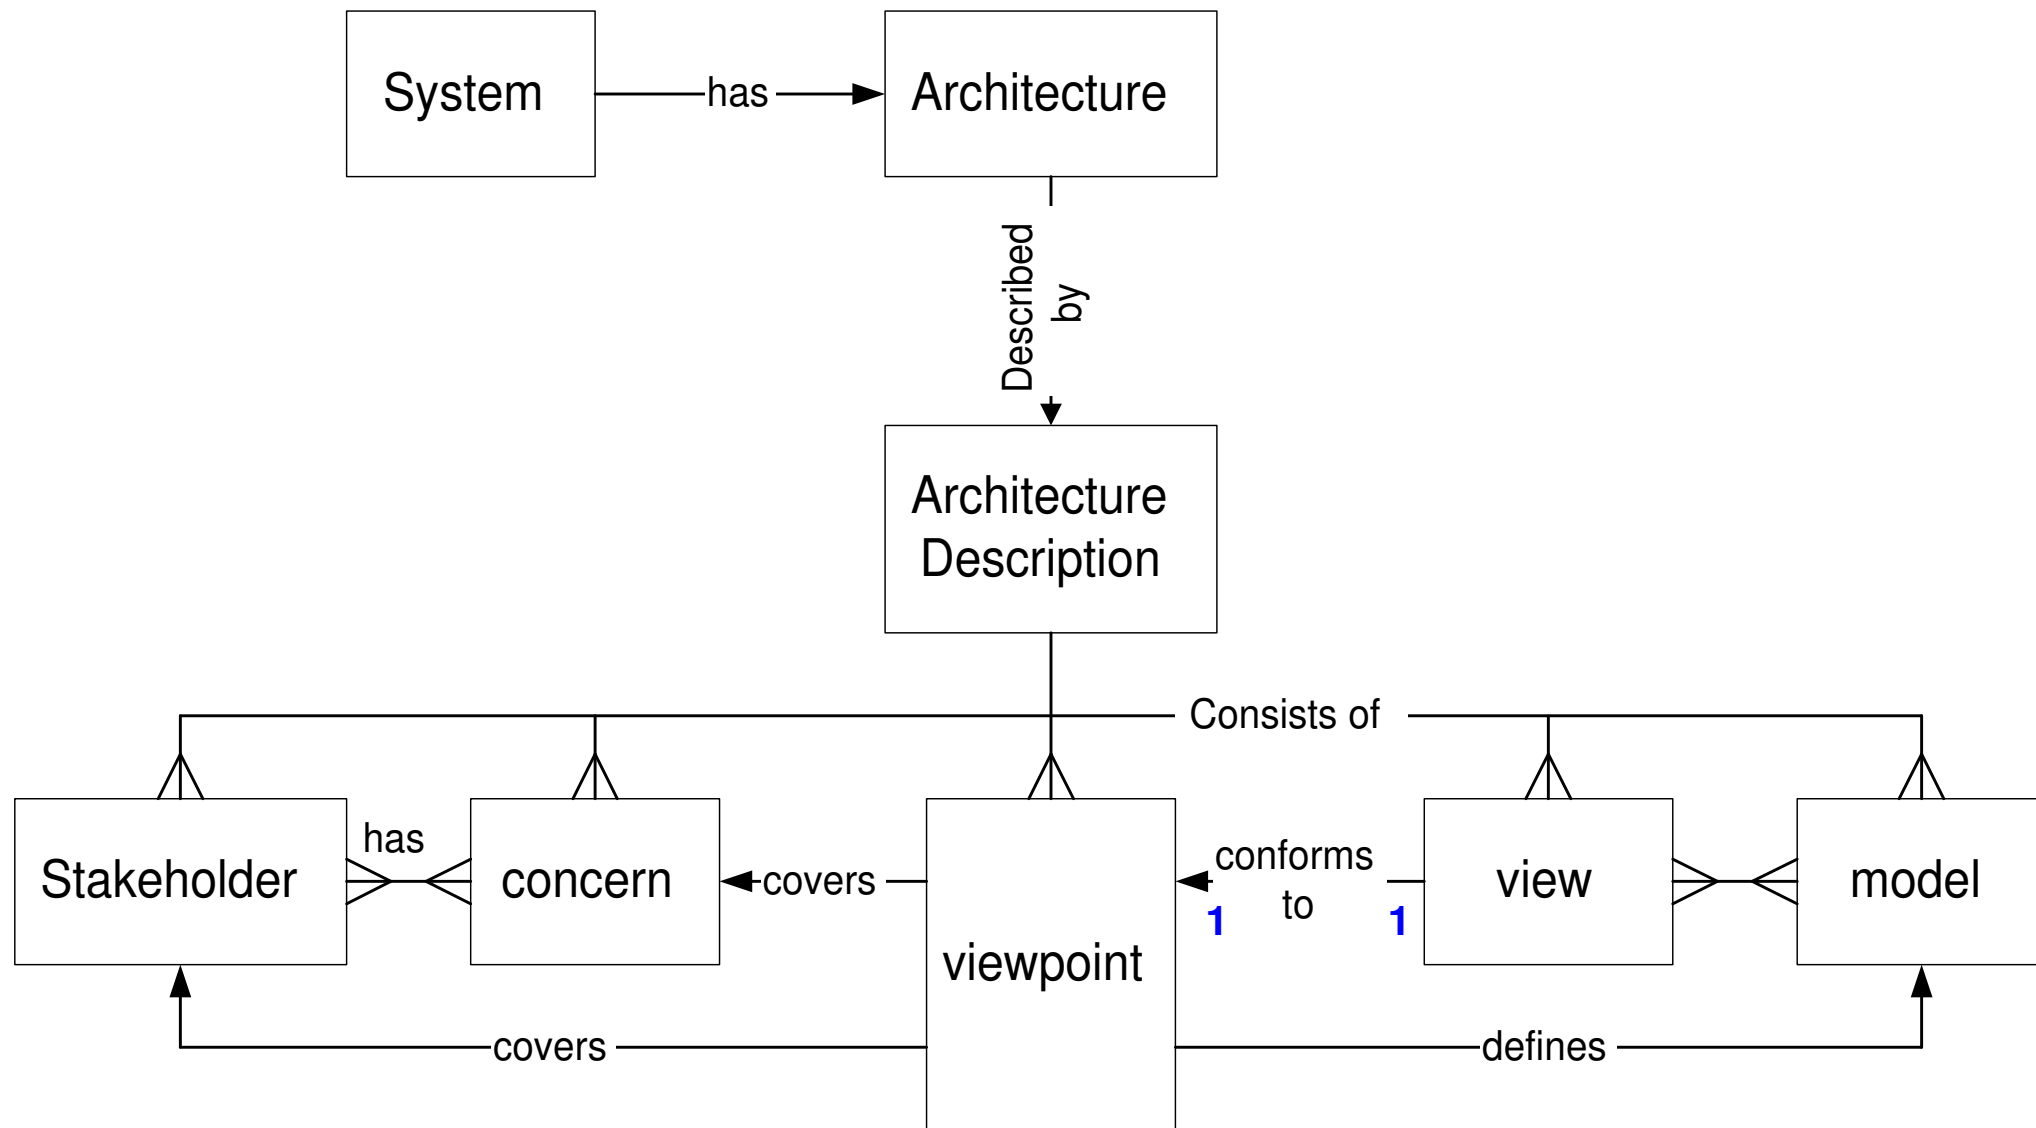 System
has
Architecture
Described
by
Architecture
Description
Consists of
Stakeholder
has
concern
covers
viewpoint
conforms
to
1
1
view
model
covers
defines